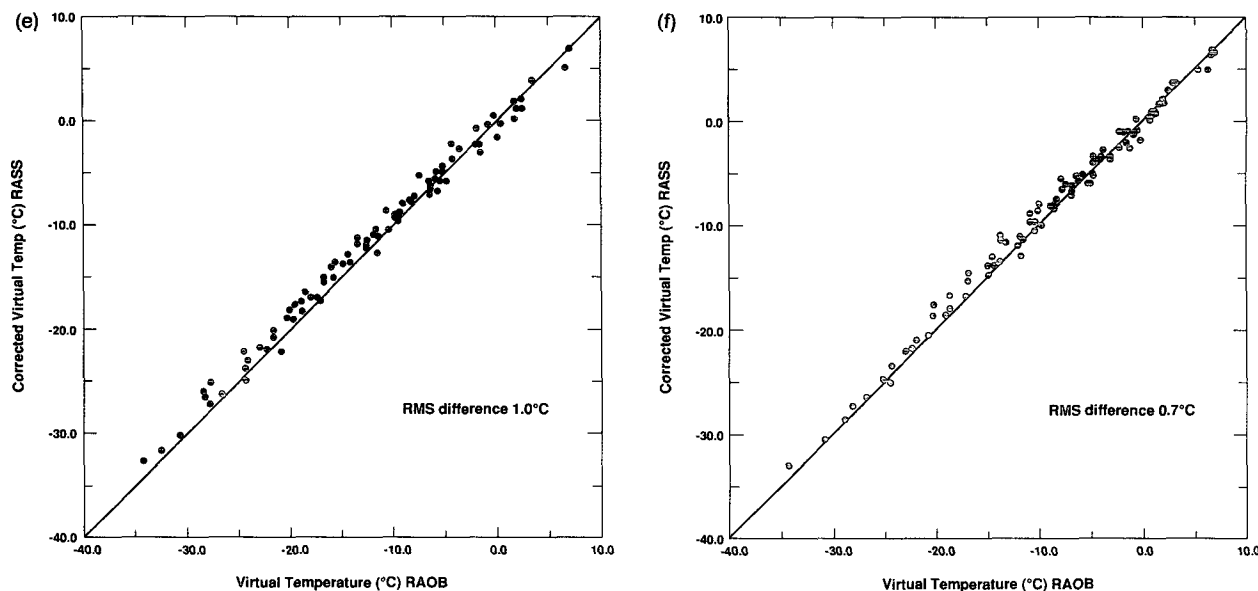 (e)
10.0
0.0
-10.0
-20.0
-30.0
-40.0
Corrected Virtual Temp (°C) RASS
RMS difference 1.0°C
-40.0 -30.0 -20.0 -10.0 0.0 10.0
Virtual Temperature (°C) RAOB
(f)
10.0
0.0
-10.0
-20.0
-30.0
-40.0
Corrected Virtual Temp (°C) RASS
RMS difference 0.7°C
-40.0 -30.0 -20.0 -10.0 0.0 10.0
Virtual Temperature (°C) RAOB